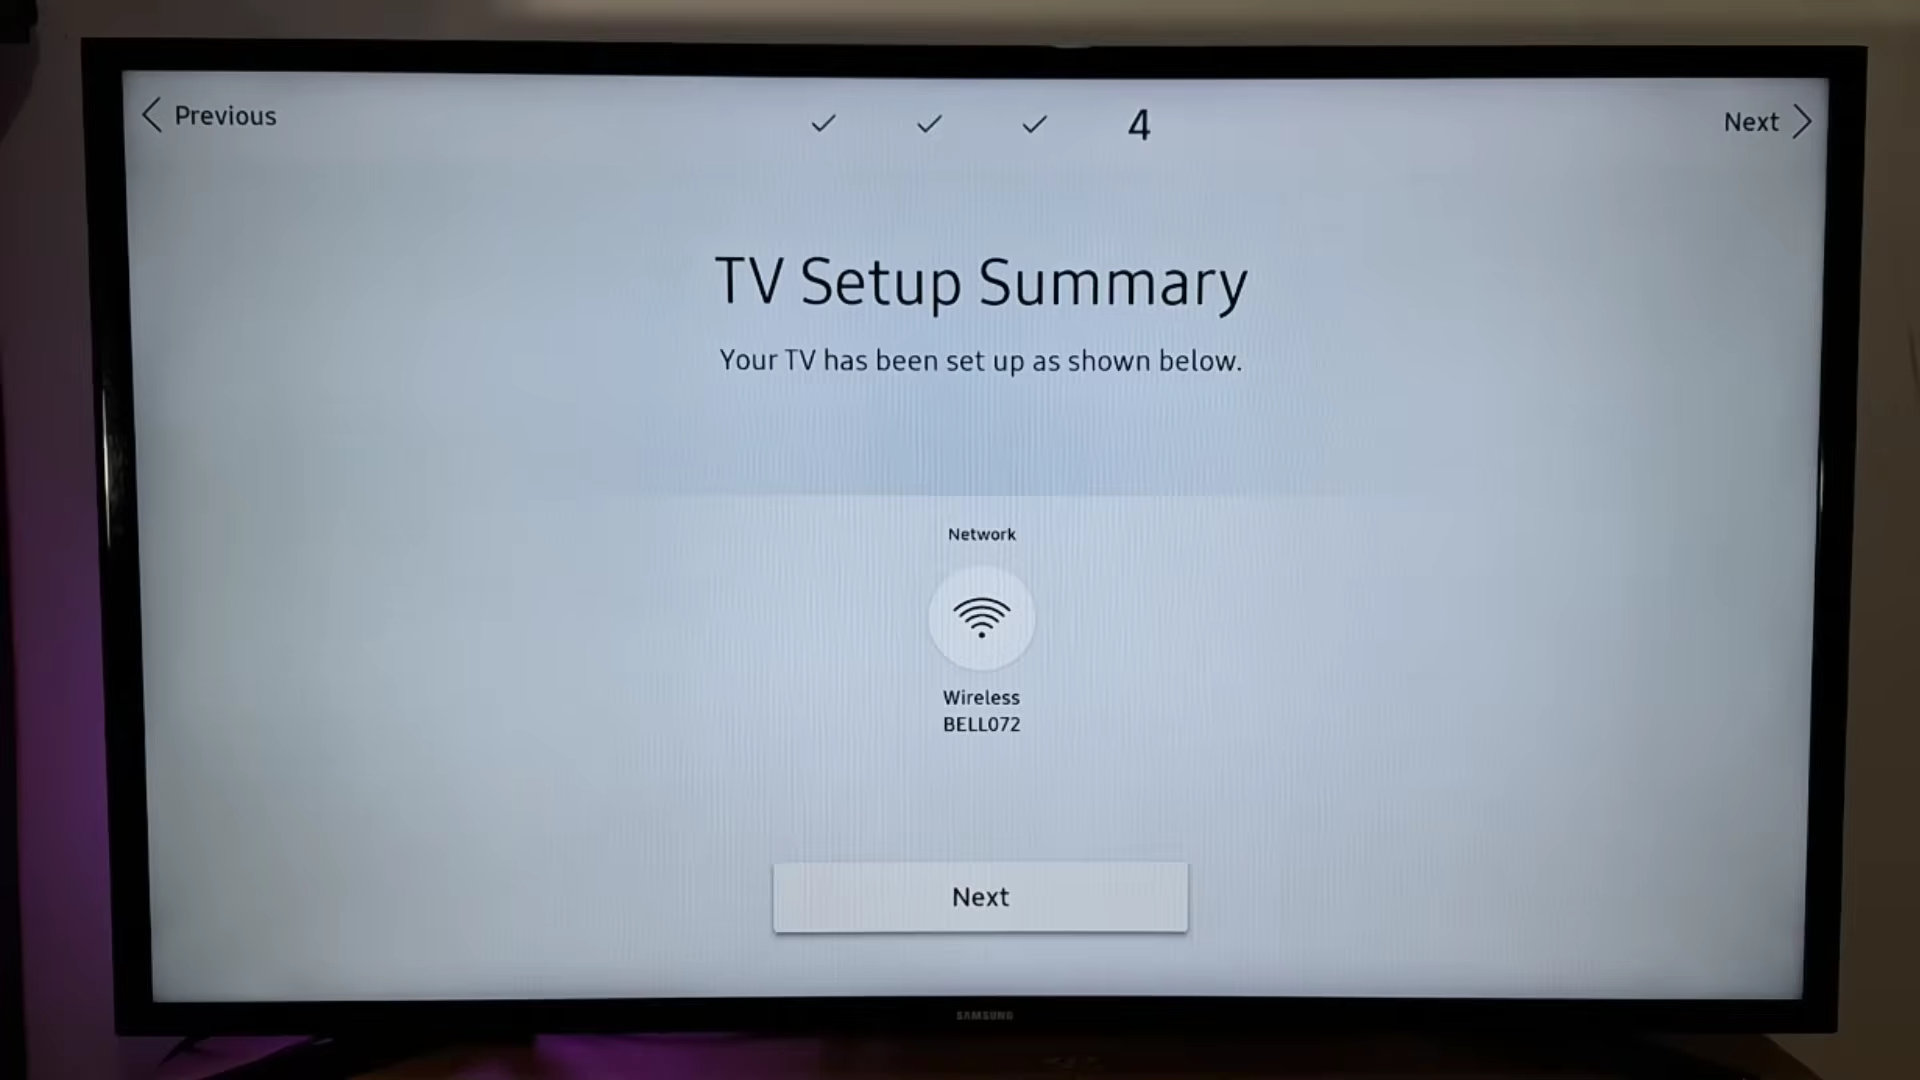 Previous
4
Next
TV Setup Summary
Your TV has been set up as shown below.
Network
Wireless
BELL072
Next
SAMSUNG